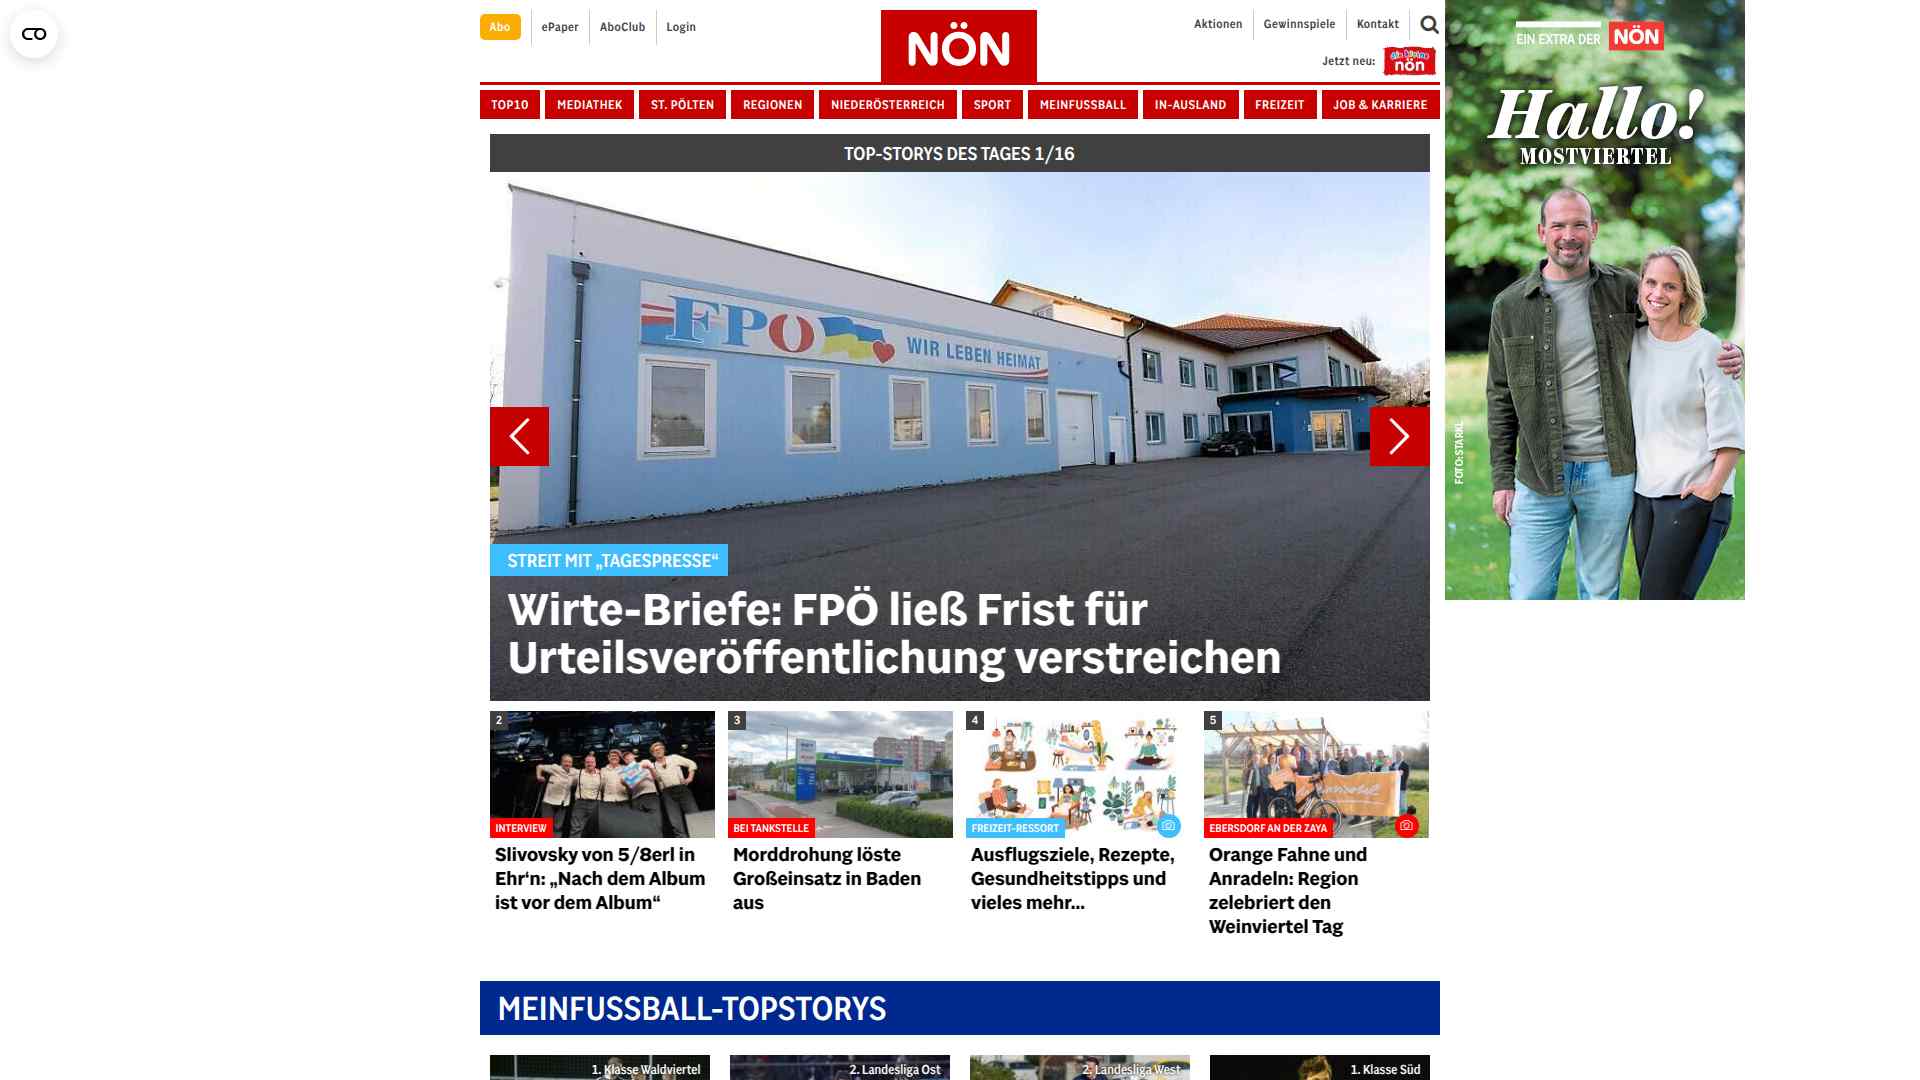 Abo
ePaper
AboClub
Login
NÖN
Aktionen
Gewinnspiele
Kontakt
Jetzt neu:
nön
TOP10
MEDIATHEK
ST. PÖLTEN
REGIONEN
NIEDERÖSTERREICH
SPORT
MEINFUSSBALL
IN-AUSLAND
FREIZEIT
JOB & KARRIERE
TOP-STORYS DES TAGES 1/16
FPÖ
WIR LEBEN HEIMAT
STREIT MIT „TAGESPRESSE“
Wirte-Briefe: FPÖ ließ Frist für
Urteilsveröffentlichung verstreichen
2
INTERVIEW
Slivovsky von 5/8erl in
Ehr‘n: „Nach dem Album
ist vor dem Album“
3
BEI TANKSTELLE
Morddrohung löste
Großeinsatz in Baden
aus
4
FREIZEIT-RESSORT
Ausflugsziele, Rezepte,
Gesundheitstipps und
vieles mehr...
5
EBERSDORF AN DER ZAYA
Orange Fahne und
Anradeln: Region
zelebriert den
Weinviertel Tag
MEINFUSSBALL-TOPSTORYS
1. Klasse Waldviertel
2. Landesliga Ost
2. Landesliga West
1. Klasse Süd
EIN EXTRA DER NÖN
Hallo!
MOSTVIERTEL
FOTO: STARKL